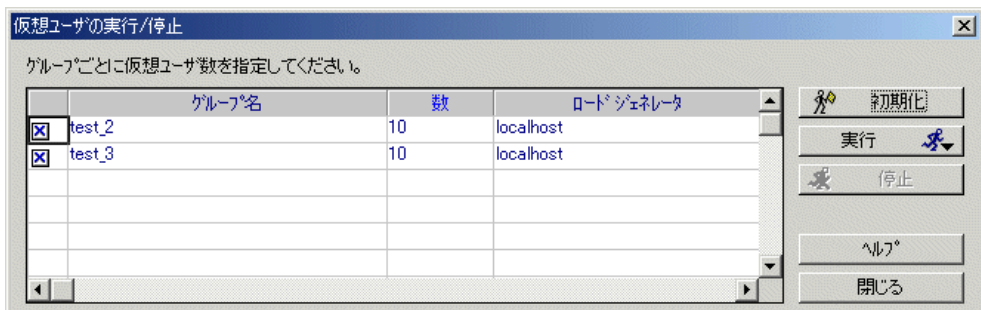 仮想ユーザの実行/停止
グループごとに仮想ユーザ数を指定してください。
グループ名 数 ロードジェネレータ
test_2 10 localhost
test_3 10 localhost
初期化
実行
停止
ヘルプ
閉じる